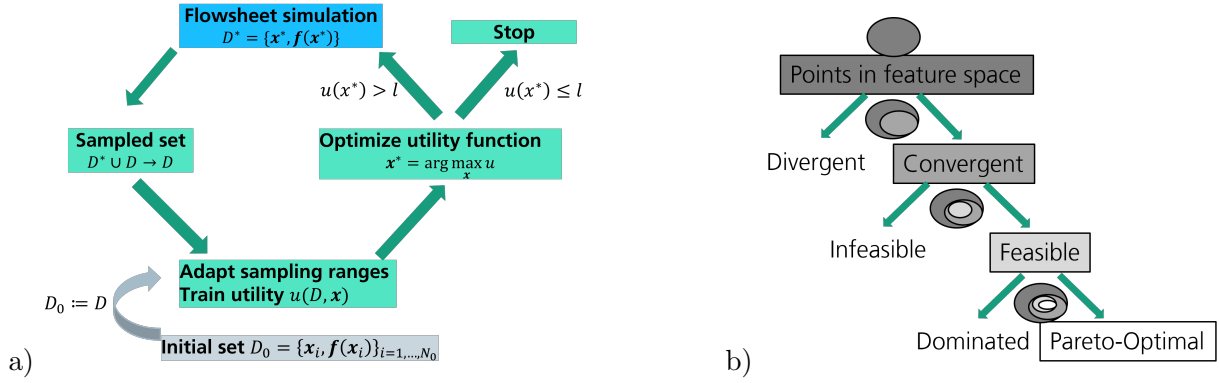 Flowsheet simulation
D* = {x*, f(x*)}
Stop
u(x*) > l
u(x*) ≤ l
Sampled set
D* ∪ D → D
Optimize utility function
x* = arg max u
x
Adapt sampling ranges
Train utility u(D, x)
D₀ ≔ D
Initial set D₀ = {xᵢ, f(xᵢ)}ᵢ₌₁,…,N₀
a)
Points in feature space
Divergent
Convergent
Infeasible
Feasible
Dominated
Pareto-Optimal
b)